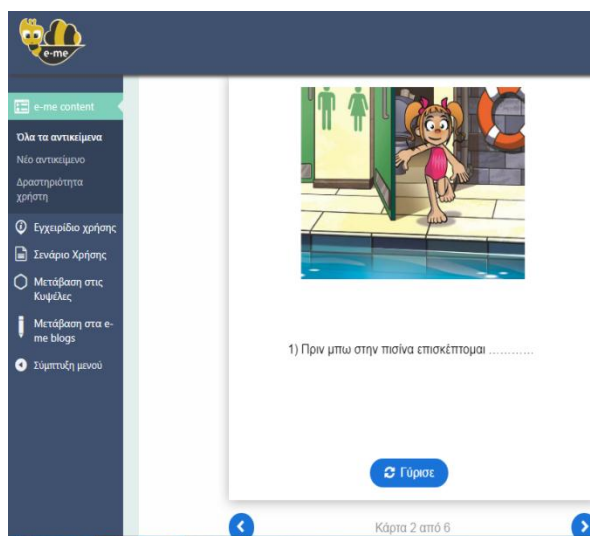 e-me
e-me content
Όλα τα αντικείμενα
Νέο αντικείμενο
Δραστηριότητα
χρήστη
Εγχειρίδιο χρήσης
Σενάριο Χρήσης
Μετάβαση στις
Κυψέλες
Μετάβαση στα e-
me blogs
Σύμπτυξη μενού
1) Πριν μπω στην πισίνα επισκέπτομαι …………
Γύρισε
Κάρτα 2 από 6